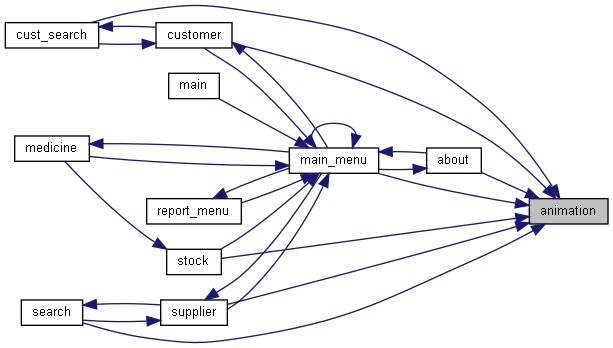 cust_search
customer
main
medicine
main_menu
about
report_menu
animation
stock
search
supplier